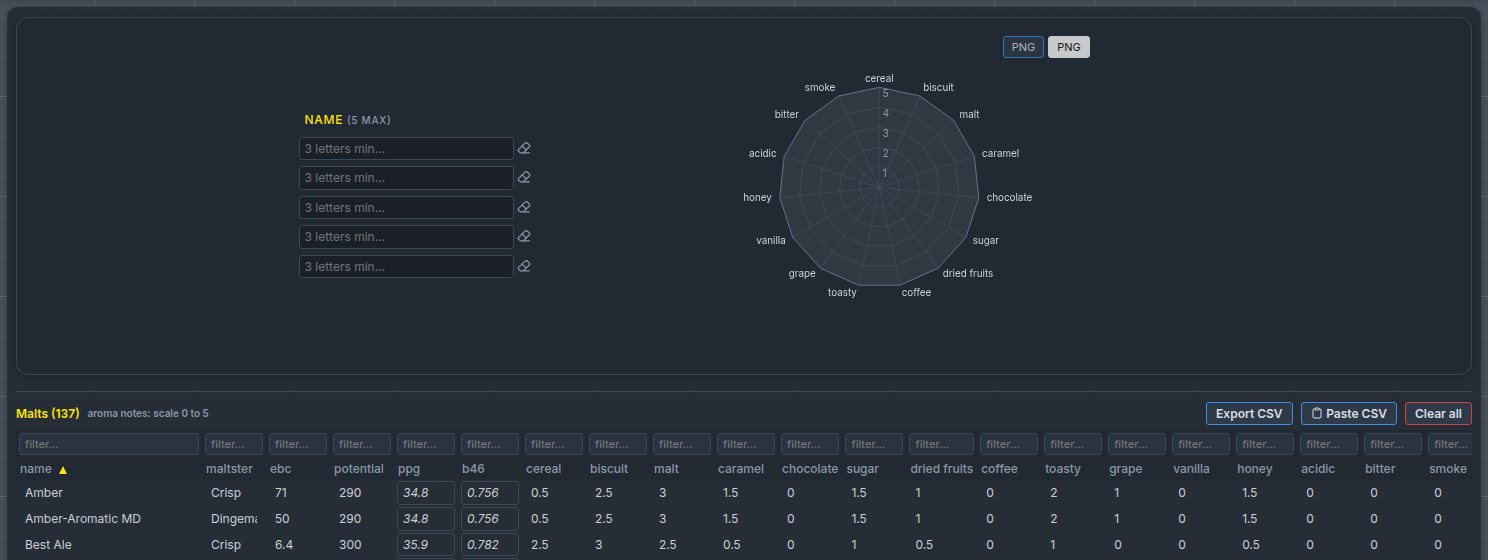 PNG PNG
cereal
smoke biscuit
5
bitter 4 malt
NAME (5 MAX)
3
3 letters min...
acidic 2 caramel
3 letters min...
1
honey chocolate
3 letters min...
vanilla sugar
3 letters min...
grape dried fruits
3 letters min...
toasty coffee
Malts (137) aroma notes: scale 0 to 5 Export CSV Paste CSV Clear all
filter... filter... filter... filter... filter... filter... filter... filter... filter... filter... filter... filter... filter... filter... filter... filter... filter... filter... filter... filter... filter...
name ▲ maltster ebc potential ppg b46 cereal biscuit malt caramel chocolate sugar dried fruits coffee toasty grape vanilla honey acidic bitter smoke
Amber Crisp 71 290 34.8 0.756 0.5 2.5 3 1.5 0 1.5 1 0 2 1 0 1.5 0 0 0
Amber-Aromatic MD Dingema 50 290 34.8 0.756 0.5 2.5 3 1.5 0 1.5 1 0 2 1 0 1.5 0 0 0
Best Ale Crisp 6.4 300 35.9 0.782 2.5 3 2.5 0.5 0 1 0.5 0 1 0 0 0.5 0 0 0